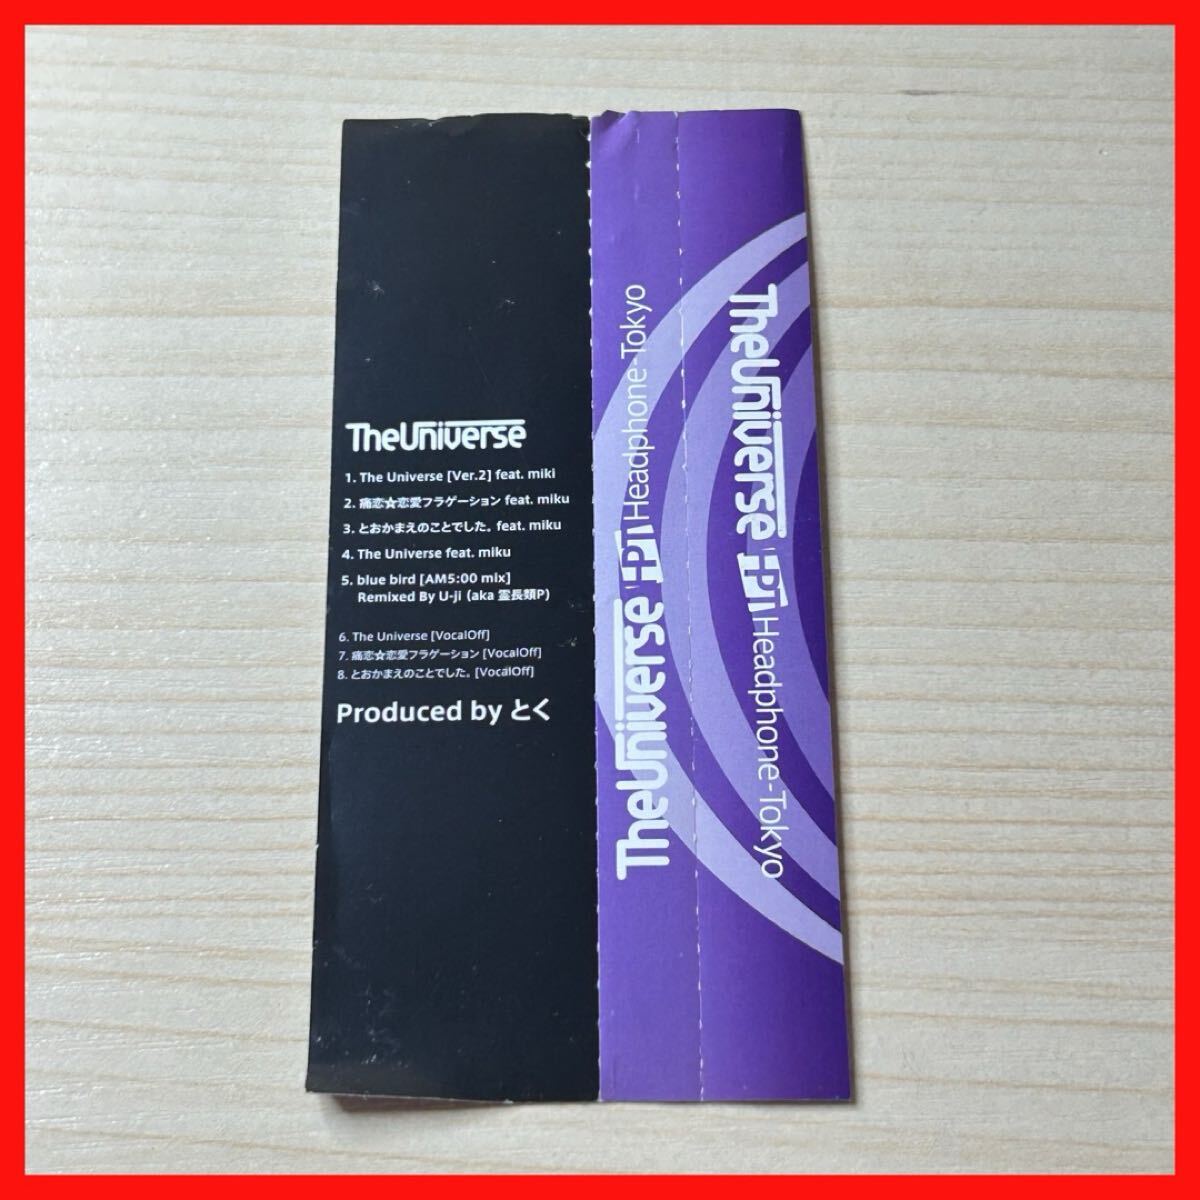 TheUniverse
1. The Universe [Ver.2] feat. miki
2. 痛恋☆恋愛フラゲーション feat. miku
3. とおかまえのことでした。feat. miku
4. The Universe feat. miku
5. blue bird [AM5:00 mix]
Remixed By U-ji (aka 霊長類P)
6. The Universe [VocalOff]
7. 痛恋☆恋愛フラゲーション [VocalOff]
8. とおかまえのことでした。[VocalOff]
Produced by とく
TheUniverse HPT Headphone-Tokyo
TheUniverse HPT Headphone-Tokyo